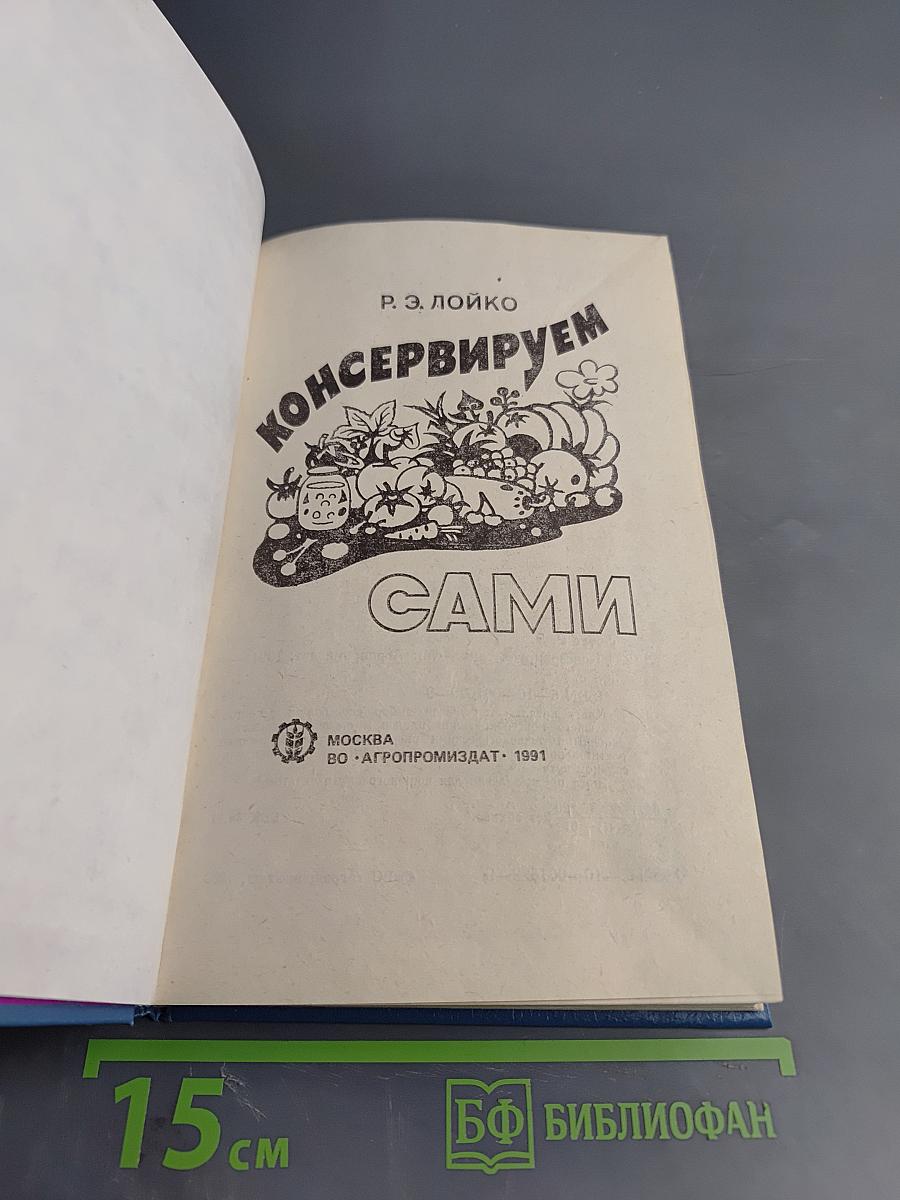 Р. Э. ЛОЙКО
КОНСЕРВИРУЕМ
САМИ
МОСКВА
ВО «АГРОПРОМИЗДАТ» 1991
15 см
БФ БИБЛИОФАН